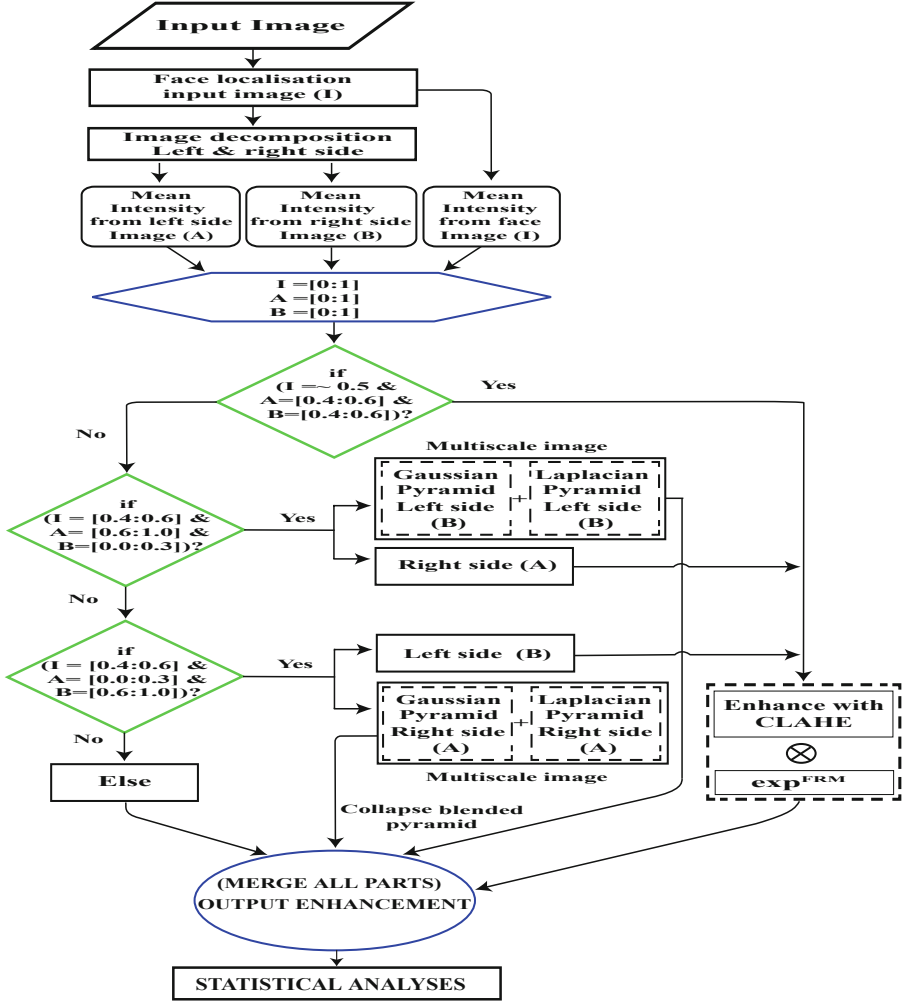 Input Image
Face localisation
input image (I)
Image decomposition
Left & right side
Mean
Intensity
from left side
Image (A)
Mean
Intensity
from right side
Image (B)
Mean
Intensity
from face
Image (I)
I =[0:1]
A =[0:1]
B =[0:1]
if
(I =~ 0.5 &
A=[0.4:0.6] &
B=[0.4:0.6])?
Yes
No
Multiscale image
Gaussian
Pyramid
Left side
(B)
+
Laplacian
Pyramid
Left side
(B)
if
(I = [0.4:0.6] &
A= [0.6:1.0] &
B=[0.0:0.3])?
Yes
Right side (A)
No
if
(I = [0.4:0.6] &
A= [0.0:0.3] &
B=[0.6:1.0])?
Yes
Left side (B)
Gaussian
Pyramid
Right side
(A)
+
Laplacian
Pyramid
Right side
(A)
Multiscale image
Enhance with
CLAHE
⊗
exp^FRM
No
Else
Collapse blended
pyramid
(MERGE ALL PARTS)
OUTPUT ENHANCEMENT
STATISTICAL ANALYSES